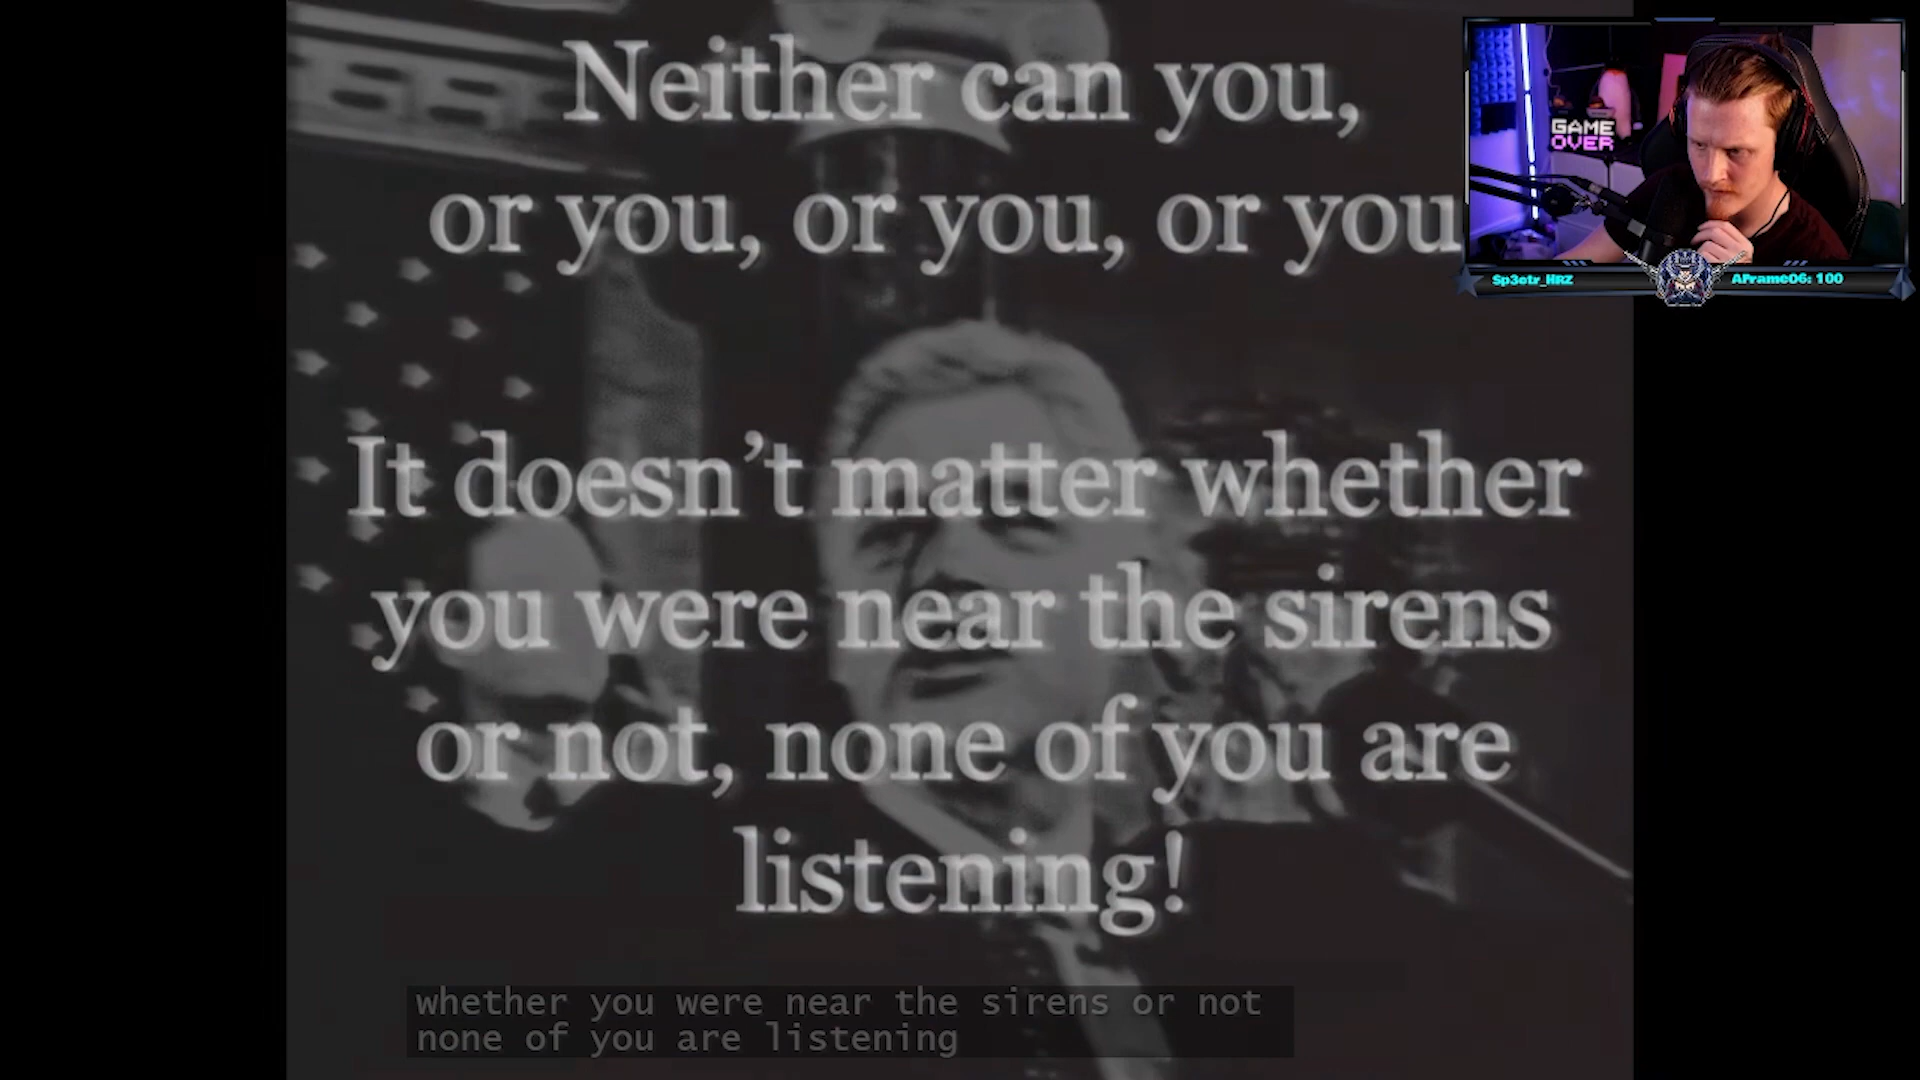 Neither can you,
or you, or you, or you
It doesn't matter whether
you were near the sirens
or not, none of you are
listening!
whether you were near the sirens or not
none of you are listening
GAME
OVER
Sp3ctr_HRZ
AFrame06: 100